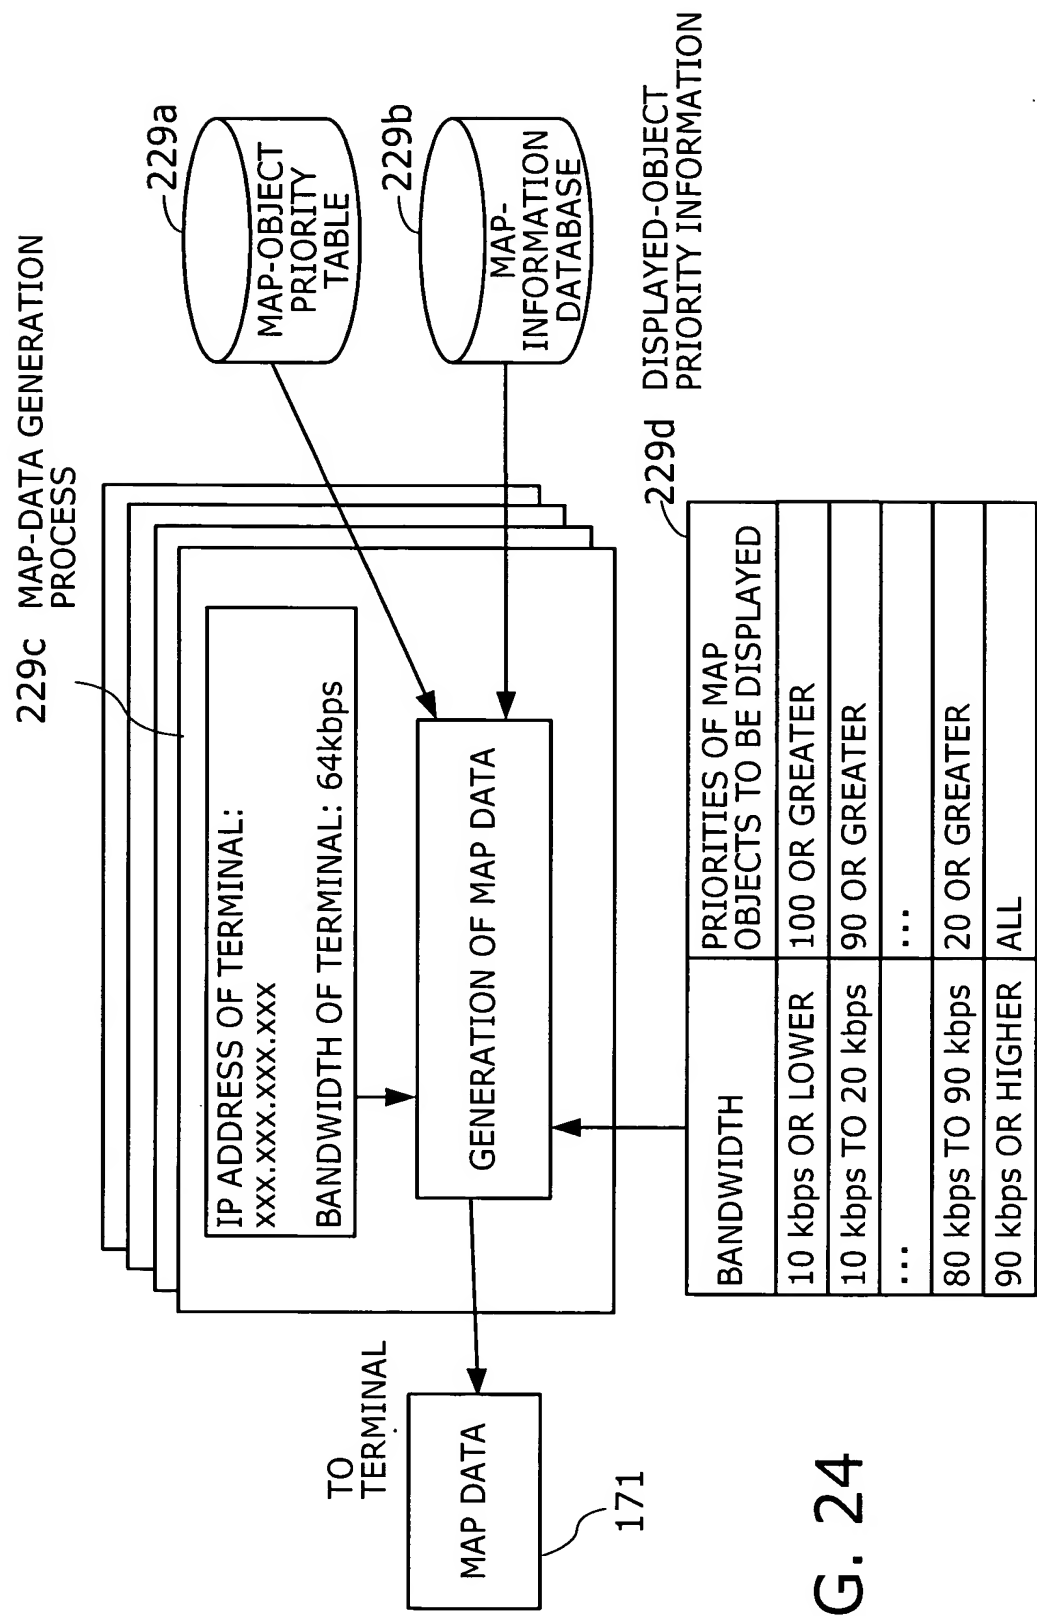 229c MAP-DATA GENERATION
PROCESS
229a
MAP-OBJECT
PRIORITY
TABLE
229b
MAP-
INFORMATION
DATABASE
IP ADDRESS OF TERMINAL:
xxx.xxx.xxx.xxx
BANDWIDTH OF TERMINAL: 64kbps
GENERATION OF MAP DATA
TO
TERMINAL
MAP DATA
171
229d DISPLAYED-OBJECT
PRIORITY INFORMATION
BANDWIDTH PRIORITIES OF MAP
OBJECTS TO BE DISPLAYED
10 kbps OR LOWER 100 OR GREATER
10 kbps TO 20 kbps 90 OR GREATER
... ...
80 kbps TO 90 kbps 20 OR GREATER
90 kbps OR HIGHER ALL
G. 24